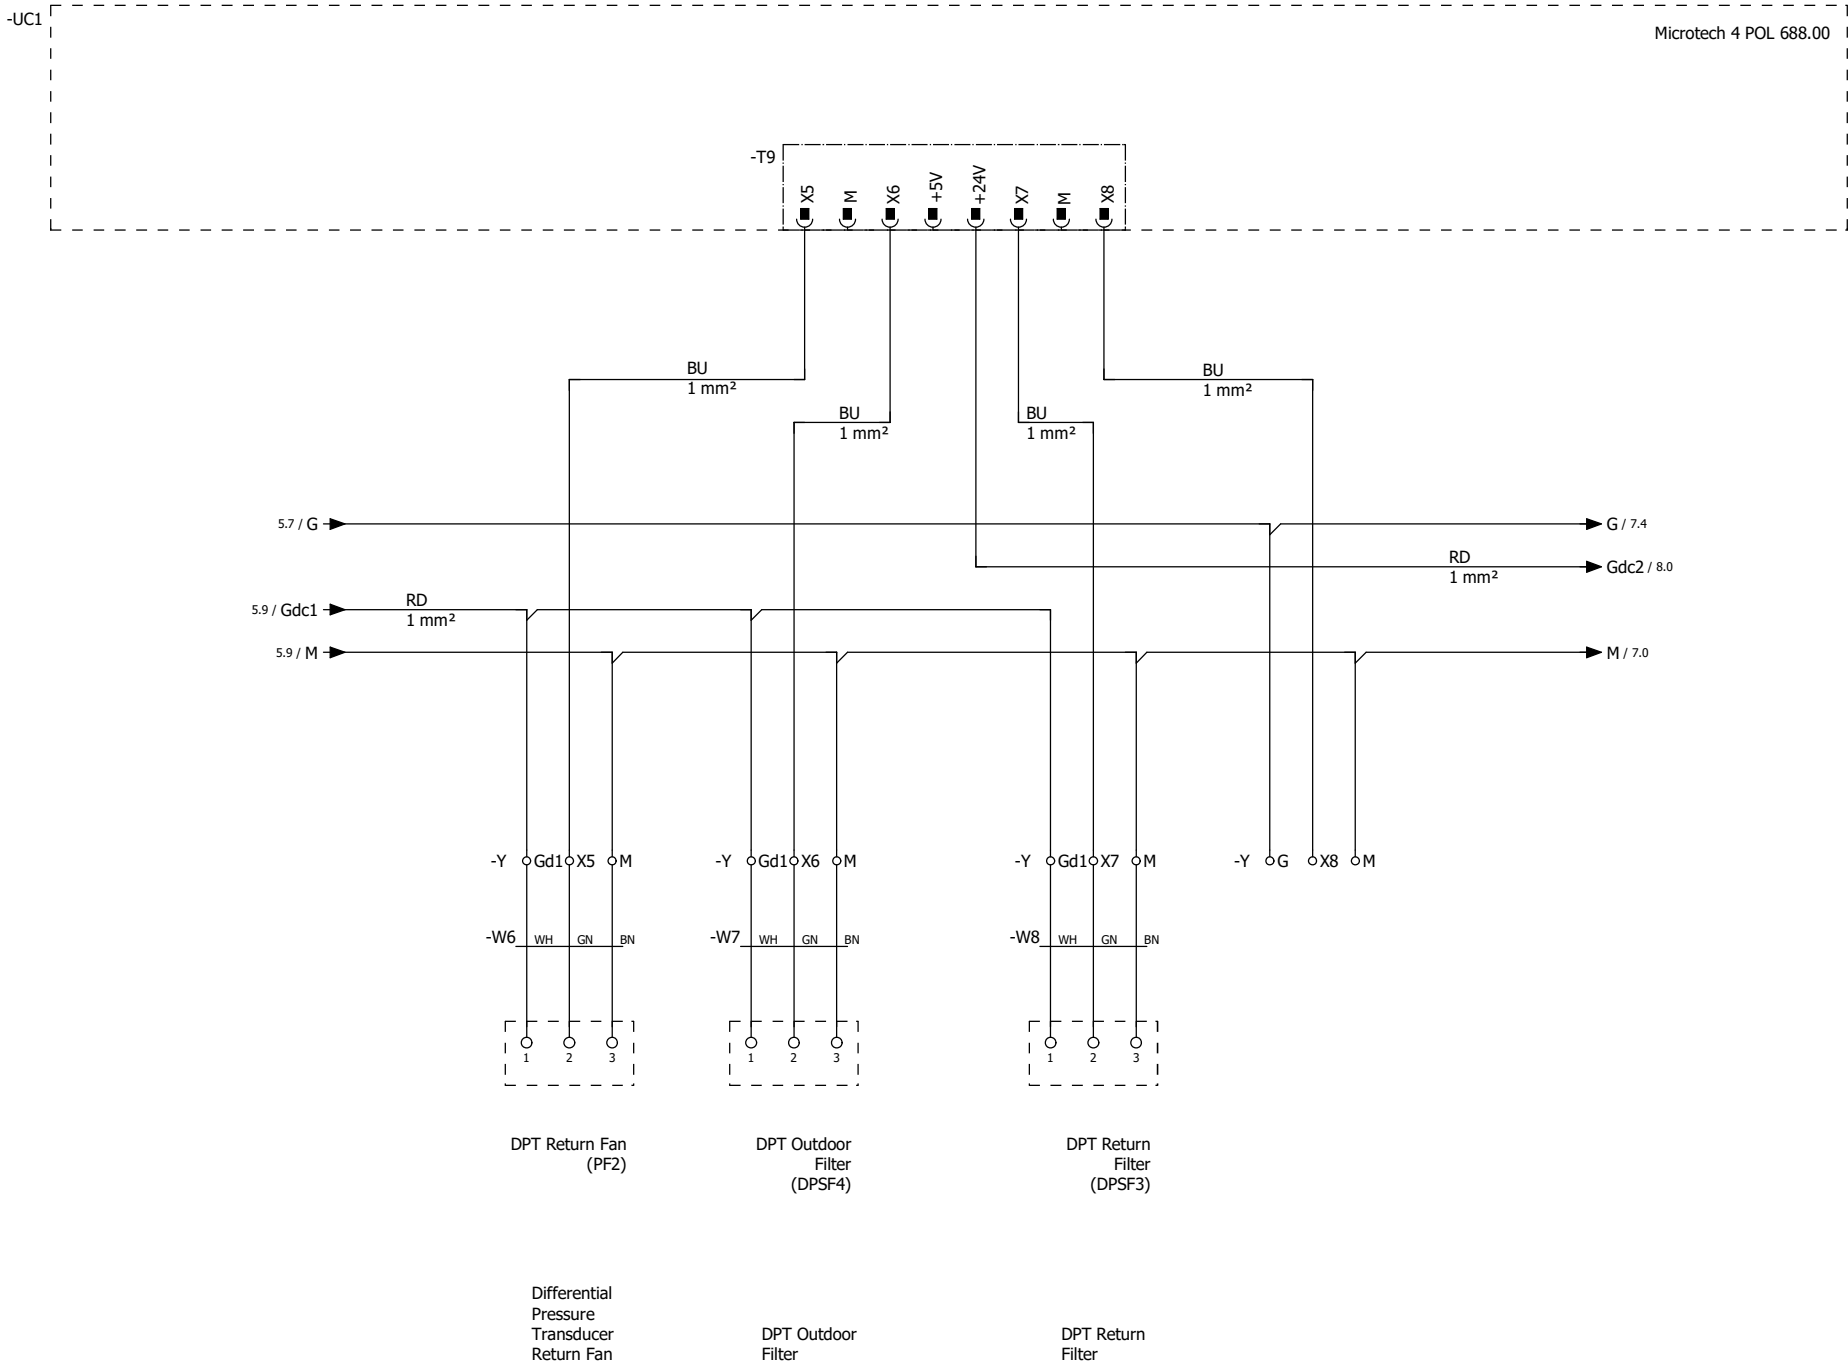 -UC1
Microtech 4 POL 688.00
-T9
X5
M
X6
+5V
+24V
X7
M
X8
BU
1 mm²
BU
1 mm²
BU
1 mm²
BU
1 mm²
5.7 / G
G / 7.4
RD
1 mm²
Gdc2 / 8.0
5.9 / Gdc1
RD
1 mm²
5.9 / M
M / 7.0
-Y Gd1 X5 M
-Y Gd1 X6 M
-Y Gd1 X7 M
-Y G X8 M
-W6 WH GN BN
-W7 WH GN BN
-W8 WH GN BN
1 2 3
1 2 3
1 2 3
DPT Return Fan
(PF2)
DPT Outdoor
Filter
(DPSF4)
DPT Return
Filter
(DPSF3)
Differential
Pressure
Transducer
Return Fan
DPT Outdoor
Filter
DPT Return
Filter